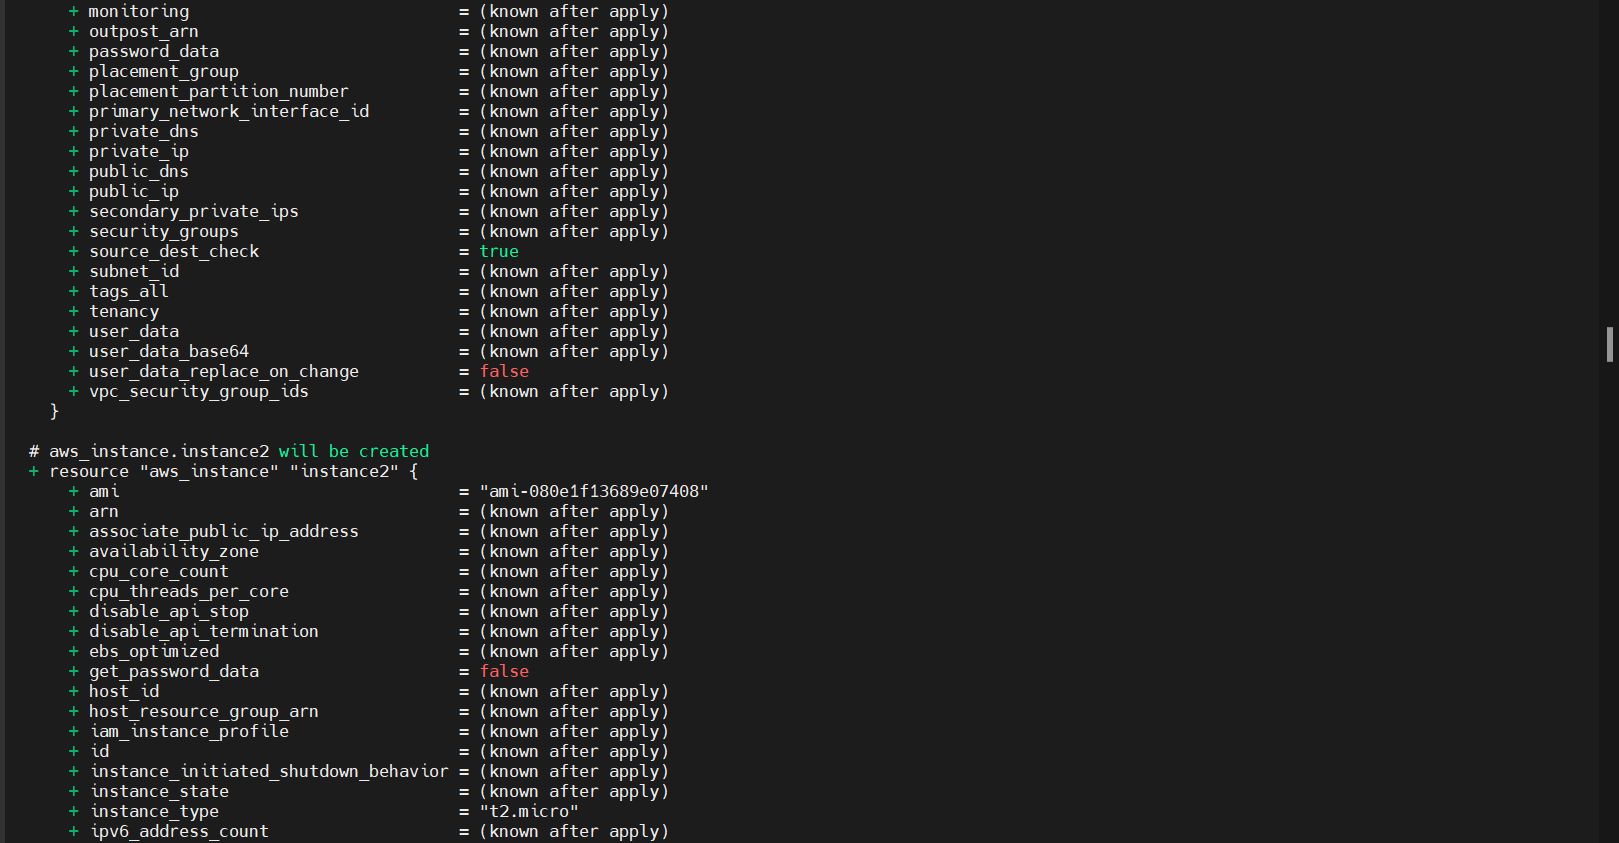 + monitoring = (known after apply)
+ outpost_arn = (known after apply)
+ password_data = (known after apply)
+ placement_group = (known after apply)
+ placement_partition_number = (known after apply)
+ primary_network_interface_id = (known after apply)
+ private_dns = (known after apply)
+ private_ip = (known after apply)
+ public_dns = (known after apply)
+ public_ip = (known after apply)
+ secondary_private_ips = (known after apply)
+ security_groups = (known after apply)
+ source_dest_check = true
+ subnet_id = (known after apply)
+ tags_all = (known after apply)
+ tenancy = (known after apply)
+ user_data = (known after apply)
+ user_data_base64 = (known after apply)
+ user_data_replace_on_change = false
+ vpc_security_group_ids = (known after apply)
}
# aws_instance.instance2 will be created
+ resource "aws_instance" "instance2" {
+ ami = "ami-080e1f13689e07408"
+ arn = (known after apply)
+ associate_public_ip_address = (known after apply)
+ availability_zone = (known after apply)
+ cpu_core_count = (known after apply)
+ cpu_threads_per_core = (known after apply)
+ disable_api_stop = (known after apply)
+ disable_api_termination = (known after apply)
+ ebs_optimized = (known after apply)
+ get_password_data = false
+ host_id = (known after apply)
+ host_resource_group_arn = (known after apply)
+ iam_instance_profile = (known after apply)
+ id = (known after apply)
+ instance_initiated_shutdown_behavior = (known after apply)
+ instance_state = (known after apply)
+ instance_type = "t2.micro"
+ ipv6_address_count = (known after apply)